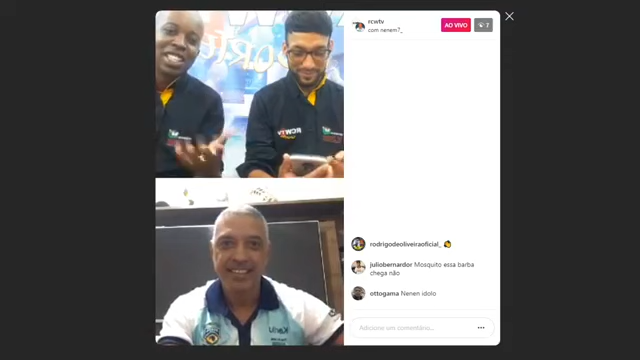 rcwtv
com nenem7_
AO VIVO
7
rodrigodeoliveiraoficial_
juliobernardor Mosquito essa barba
chega não
ottogama Nenen idolo
Adicione um comentário...
RCWTV